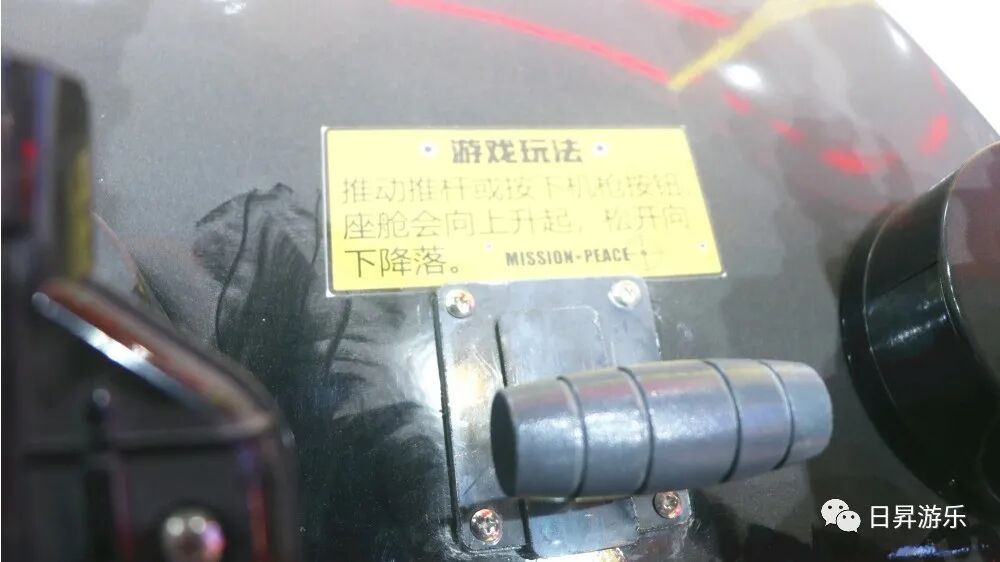 游戏玩法
推动推杆或按下机枪按钮,
座舱会向上升起，松开向
下降落。
MISSION·PEACE
日昇游乐